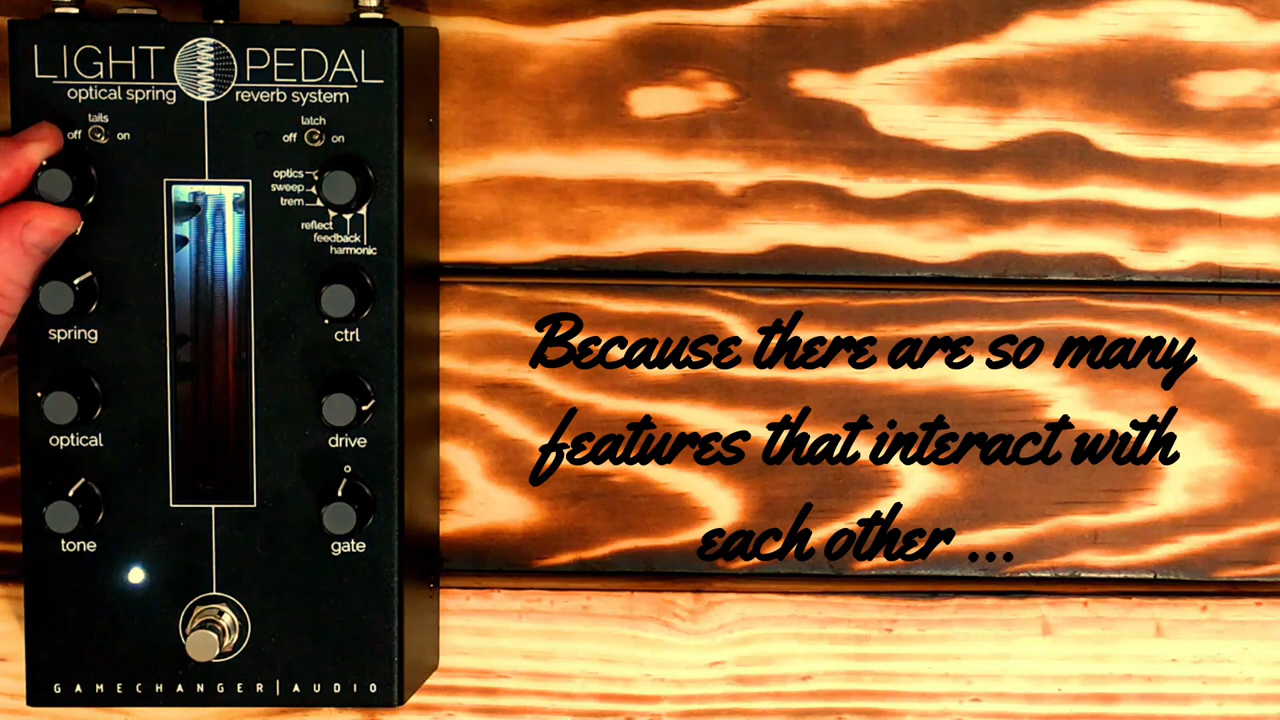 LIGHT PEDAL
optical spring reverb system
tails
off on
latch
off on
optics
sweep
trem
reflect
feedback
harmonic
spring
ctrl
optical
drive
tone
gate
GAMECHANGER | AUDIO
Because there are so many
features that interact with
each other ...